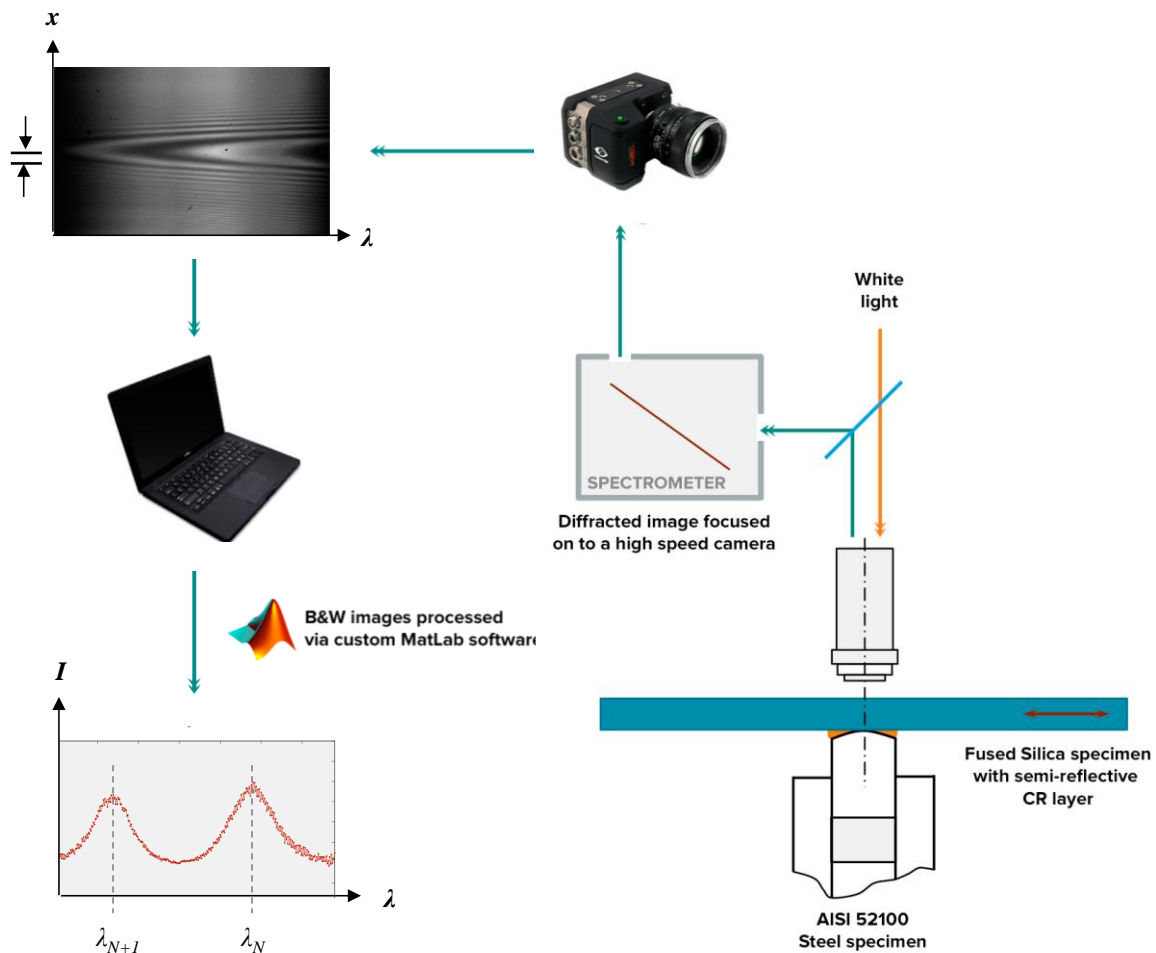 x
λ
White
light
SPECTROMETER
Diffracted image focused
on to a high speed camera
B&W images processed
via custom MatLab software
I
λ
λN+1
λN
Fused Silica specimen
with semi-reflective
CR layer
AISI 52100
Steel specimen